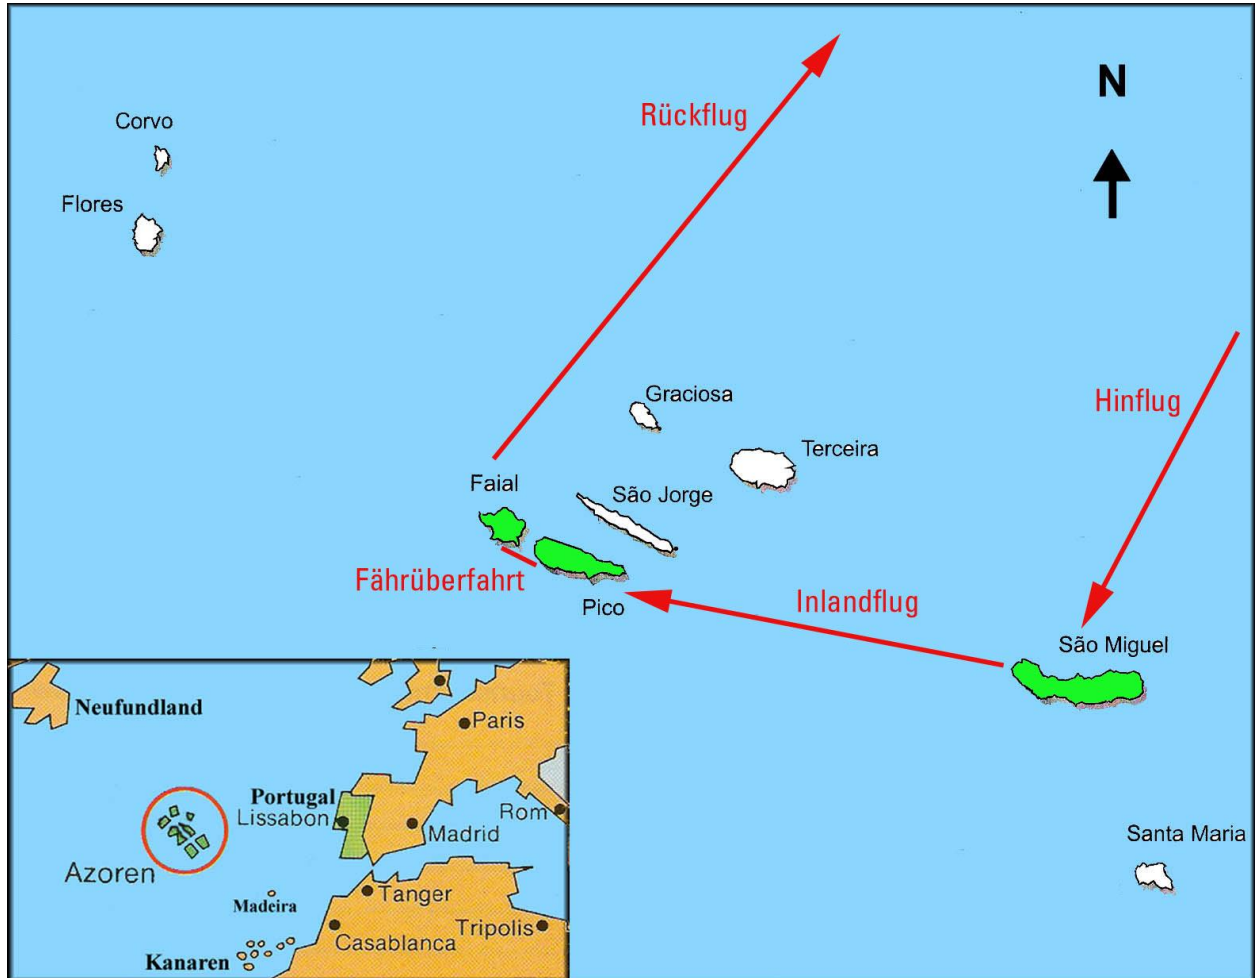 Rückflug
N
Corvo
Flores
Graciosa
Hinflug
Terceira
Faial
São Jorge
Fährüberfahrt
Pico
Inlandflug
São Miguel
Santa Maria
Neufundland
Paris
Portugal
Lissabon
Rom
Madrid
Azoren
Tanger
Madeira
Tripolis
Casablanca
Kanaren